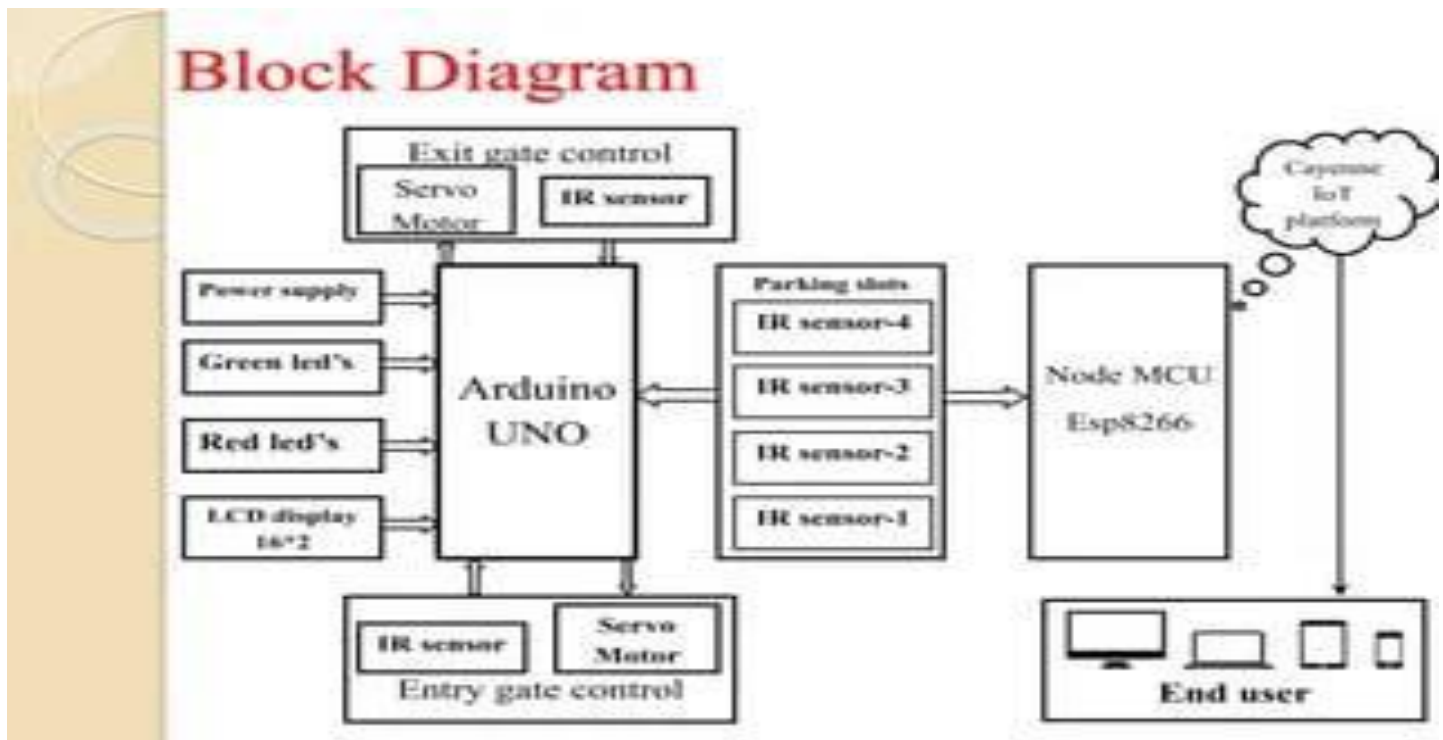 Block Diagram
Exit gate control
Servo
Motor
IR sensor
Power supply
Green led's
Red led's
LCD display
16*2
Arduino
UNO
Parking slots
IR sensor-4
IR sensor-3
IR sensor-2
IR sensor-1
Node MCU
Esp8266
Cayenne
IoT
platform
IR sensor
Servo
Motor
Entry gate control
End user